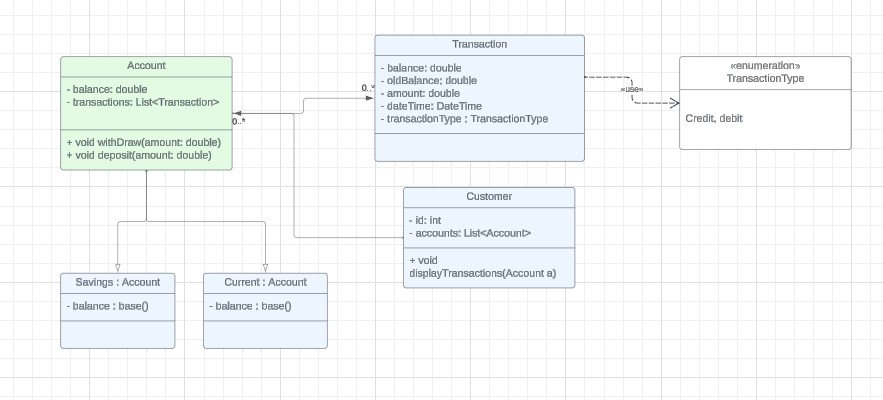 Account
- balance: double
- transactions: List<Transaction>
+ void withDraw(amount: double)
+ void deposit(amount: double)
0..*
0..*
Transaction
- balance: double
- oldBalance; double
- amount: double
- dateTime: DateTime
- transactionType : TransactionType
«use»
«enumeration»
TransactionType
Credit, debit
Customer
- id: int
- accounts: List<Account>
+ void
displayTransactions(Account a)
Savings : Account
- balance : base()
Current : Account
- balance : base()